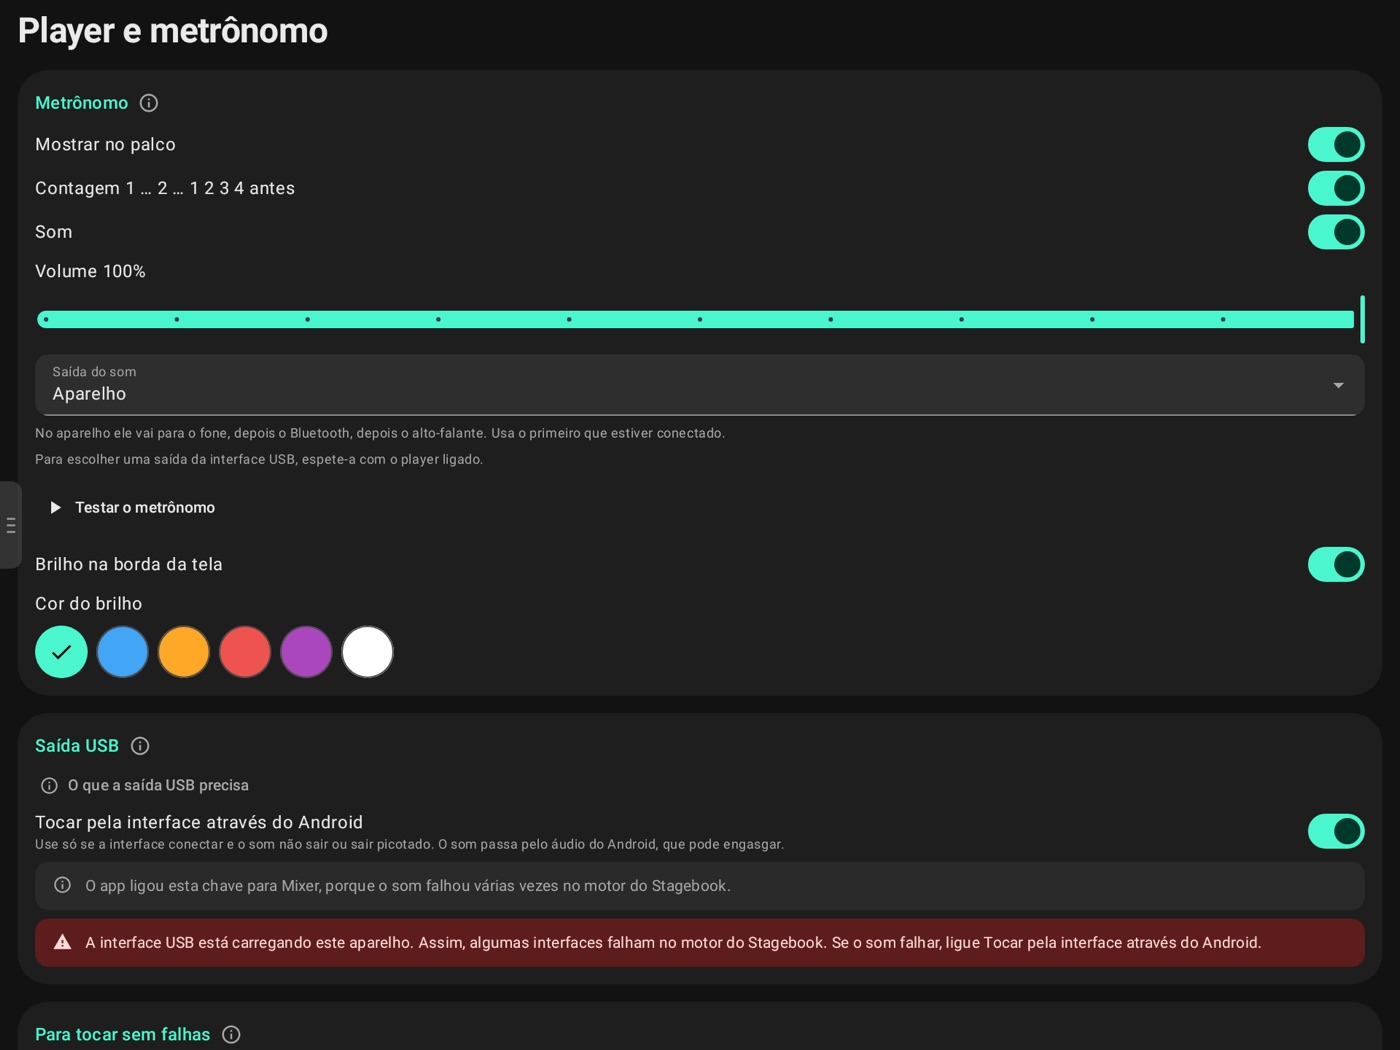 Player e metrônomo
Metrônomo
Mostrar no palco
Contagem 1 ... 2 ... 1 2 3 4 antes
Som
Volume 100%
Saída do som
Aparelho
No aparelho ele vai para o fone, depois o Bluetooth, depois o alto-falante. Usa o primeiro que estiver conectado.
Para escolher uma saída da interface USB, espete-a com o player ligado.
Testar o metrônomo
Brilho na borda da tela
Cor do brilho
Saída USB
O que a saída USB precisa
Tocar pela interface através do Android
Use só se a interface conectar e o som não sair ou sair picotado. O som passa pelo áudio do Android, que pode engasgar.
O app ligou esta chave para Mixer, porque o som falhou várias vezes no motor do Stagebook.
A interface USB está carregando este aparelho. Assim, algumas interfaces falham no motor do Stagebook. Se o som falhar, ligue Tocar pela interface através do Android.
Para tocar sem falhas